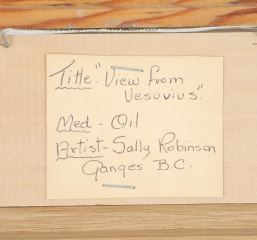 Title - "View from
Vesuvius."
Med - Oil
Artist - Sally Robinson
Ganges. B.C.